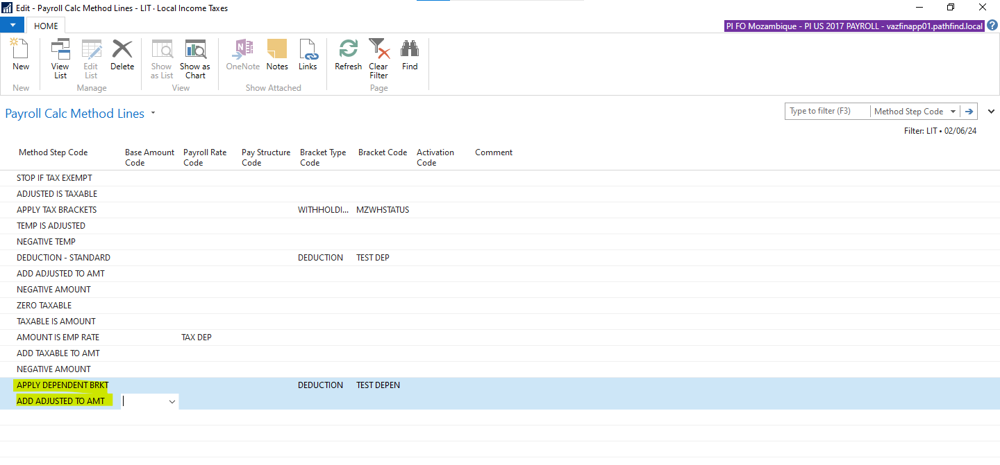 Edit - Payroll Calc Method Lines - LIT · Local Income Taxes
HOME
PI FO Mozambique - PI US 2017 PAYROLL - vazfinapp01.pathfind.local
?
New
View List
Edit List
Delete
Show as List
Show as Chart
OneNote
Notes
Links
Refresh
Clear Filter
Find
New
Manage
View
Show Attached
Page
Payroll Calc Method Lines
Type to filter (F3)
Method Step Code
Filter: LIT • 02/06/24
Method Step Code Base Amount Code Payroll Rate Code Pay Structure Code Bracket Type Code Bracket Code Activation Code Comment
STOP IF TAX EXEMPT
ADJUSTED IS TAXABLE
APPLY TAX BRACKETS WITHHOLDI... MZWHSTATUS
TEMP IS ADJUSTED
NEGATIVE TEMP
DEDUCTION - STANDARD DEDUCTION TEST DEP
ADD ADJUSTED TO AMT
NEGATIVE AMOUNT
ZERO TAXABLE
TAXABLE IS AMOUNT
AMOUNT IS EMP RATE TAX DEP
ADD TAXABLE TO AMT
NEGATIVE AMOUNT
APPLY DEPENDENT BRKT DEDUCTION TEST DEPEN
ADD ADJUSTED TO AMT